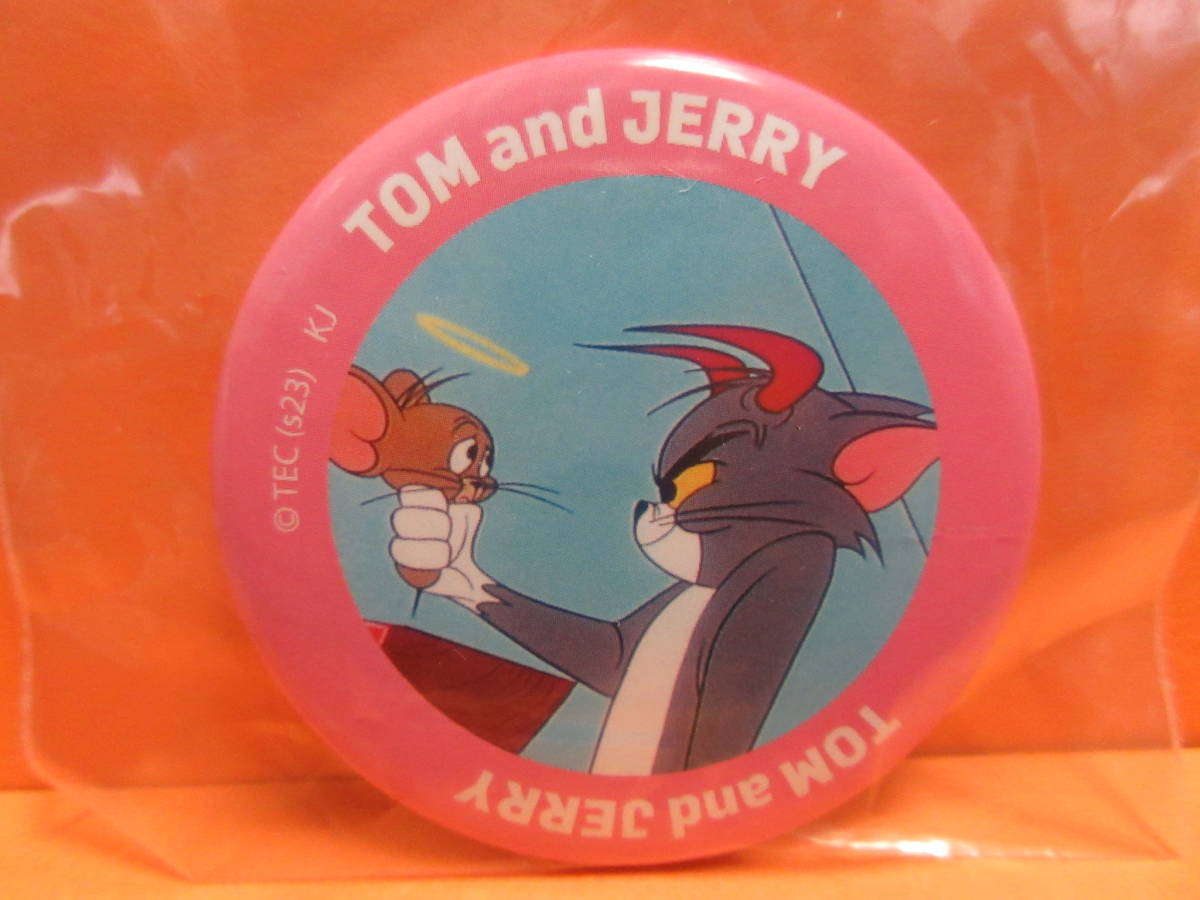 TOM and JERRY
© TEC (s23) KJ
TOM and JERRY